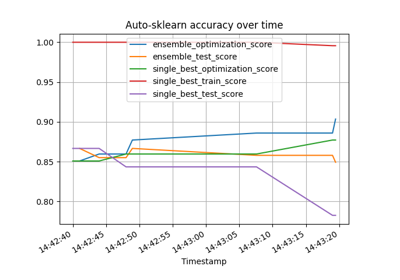 Auto-sklearn accuracy over time
1.00
0.95
0.90
0.85
0.80
ensemble_optimization_score
ensemble_test_score
single_best_optimization_score
single_best_train_score
single_best_test_score
14:42:40
14:42:45
14:42:50
14:42:55
14:43:00
14:43:05
14:43:10
14:43:15
14:43:20
Timestamp